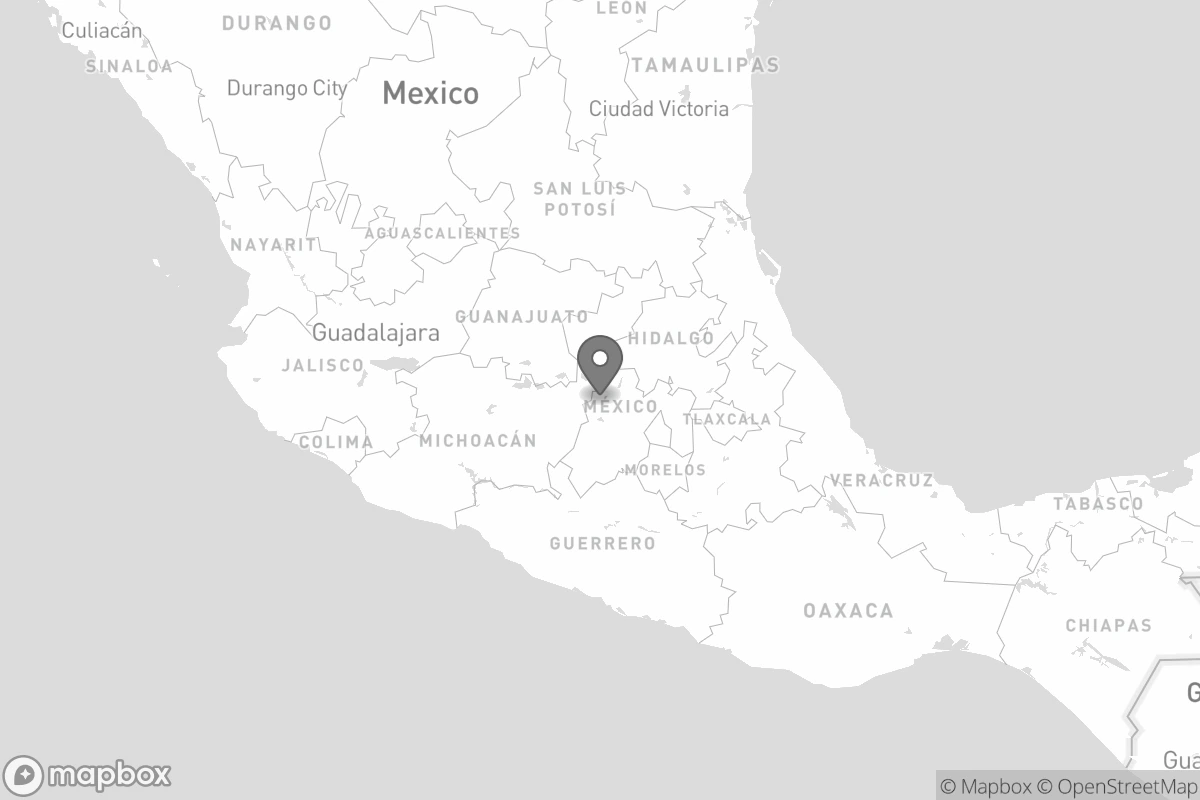 LEON
Culiacán
DURANGO
SINALOA
TAMAULIPAS
Durango City
Mexico
Ciudad Victoria
SAN LUIS
POTOSÍ
AGUASCALIENTES
NAYARIT
GUANAJUATO
Guadalajara
HIDALGO
JALISCO
MÉXICO
TLAXCALA
COLIMA
MICHOACÁN
MORELOS
VERACRUZ
TABASCO
GUERRERO
OAXACA
CHIAPAS
G
Gua
mapbox
© Mapbox © OpenStreetMap